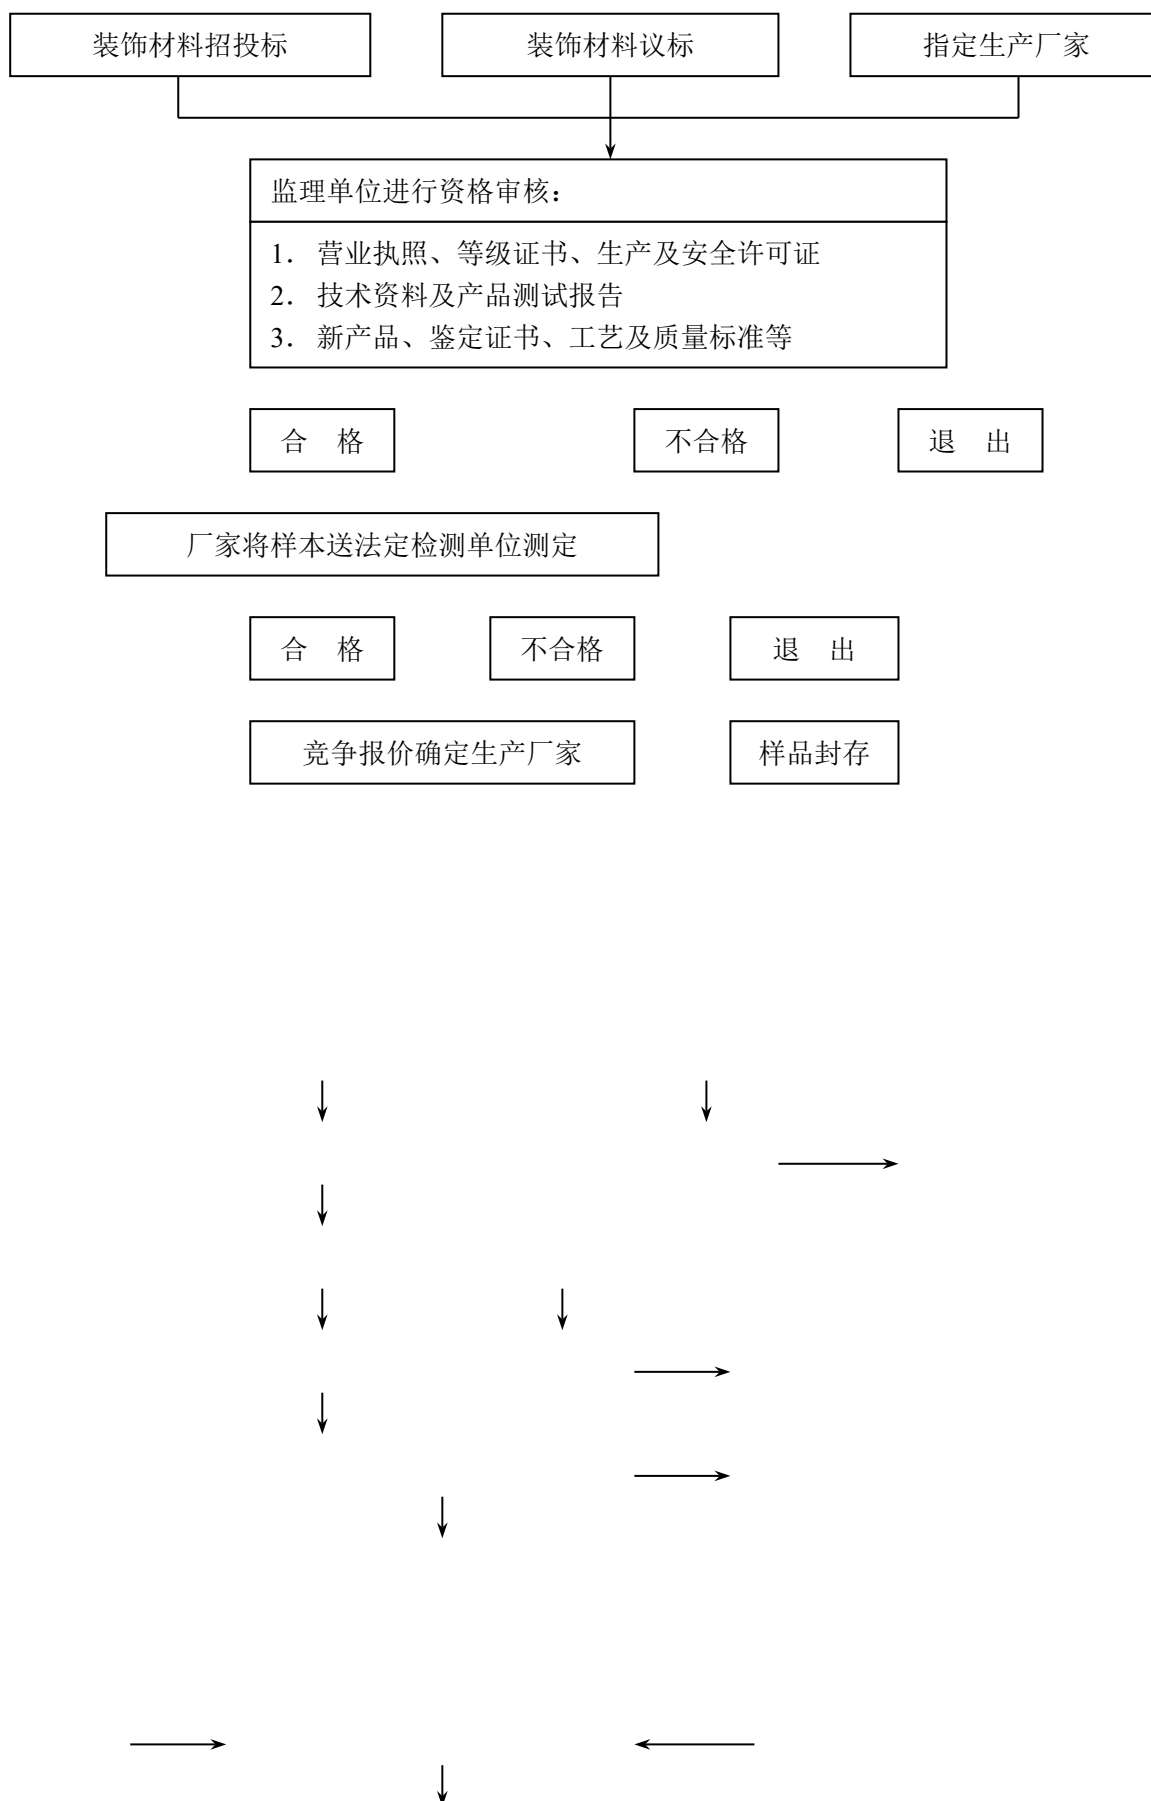 装饰材料招投标
装饰材料议标
指定生产厂家
监理单位进行资格审核：
1. 营业执照、等级证书、生产及安全许可证
2. 技术资料及产品测试报告
3. 新产品、鉴定证书、工艺及质量标准等
合 格
不合格
退 出
厂家将样本送法定检测单位测定
合 格
不合格
退 出
竞争报价确定生产厂家
样品封存